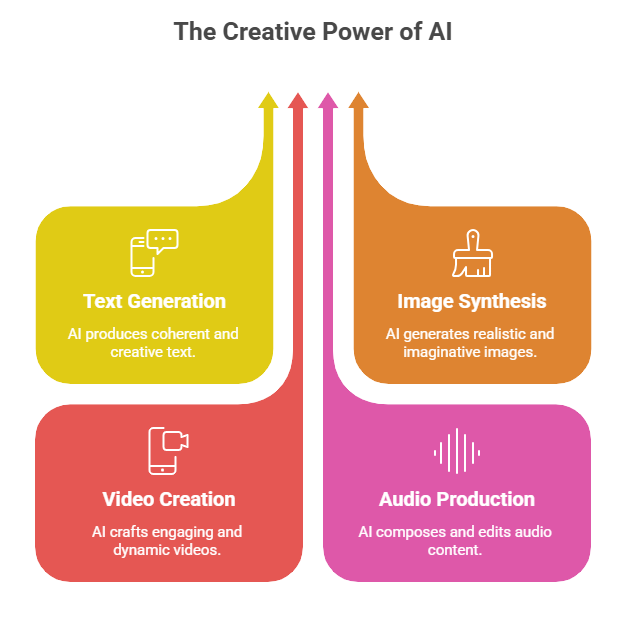 The Creative Power of AI
Text Generation
AI produces coherent and
creative text.
Image Synthesis
AI generates realistic and
imaginative images.
Video Creation
AI crafts engaging and
dynamic videos.
Audio Production
AI composes and edits audio
content.